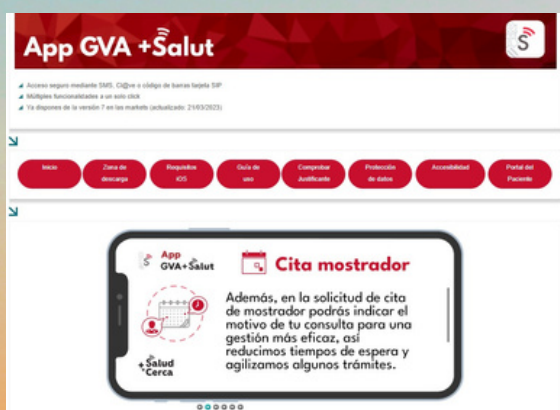 App GVA +Salut
Acceso seguro mediante SMS, Cl@ve o código de barras tarjeta SIP
Múltiples funcionalidades a un solo click
Ya dispones de la versión 7 en las markets (actualizado: 21/03/2023)
Inicio
Zona de descarga
Requisitos iOS
Guía de uso
Comprobar Justificante
Protección de datos
Accesibilidad
Portal del Paciente
App
GVA+Salut
Cita mostrador
Además, en la solicitud de cita
de mostrador podrás indicar el
motivo de tu consulta para una
gestión más eficaz, así
reducimos tiempos de espera y
agilizamos algunos trámites.
+Salud
+Cerca